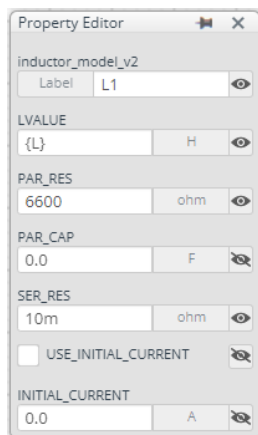 Property Editor
inductor_model_v2
Label L1
LVALUE
{L} H
PAR_RES
6600 ohm
PAR_CAP
0.0 F
SER_RES
10m ohm
USE_INITIAL_CURRENT
INITIAL_CURRENT
0.0 A